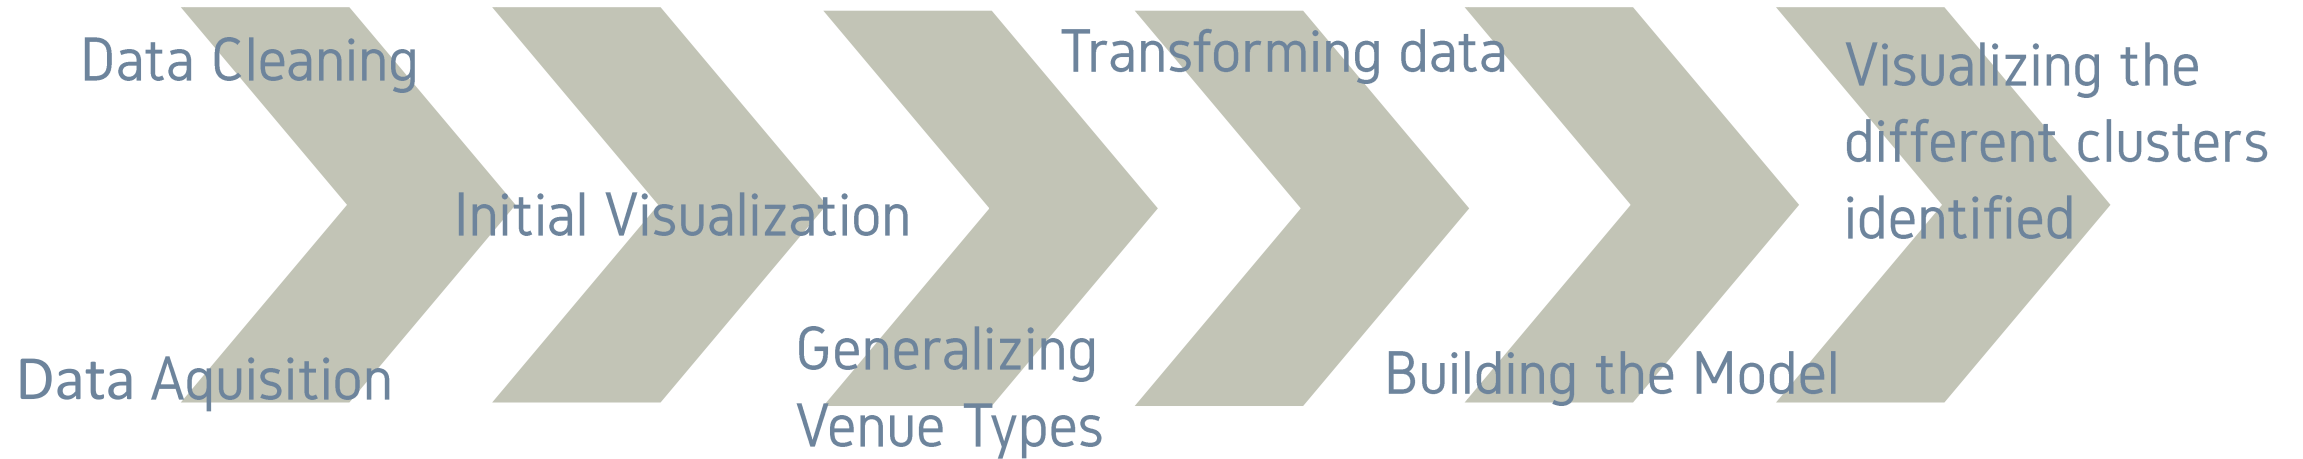 Data Cleaning
Data Aquisition
Initial Visualization
Generalizing
Venue Types
Transforming data
Building the Model
Visualizing the
different clusters
identified